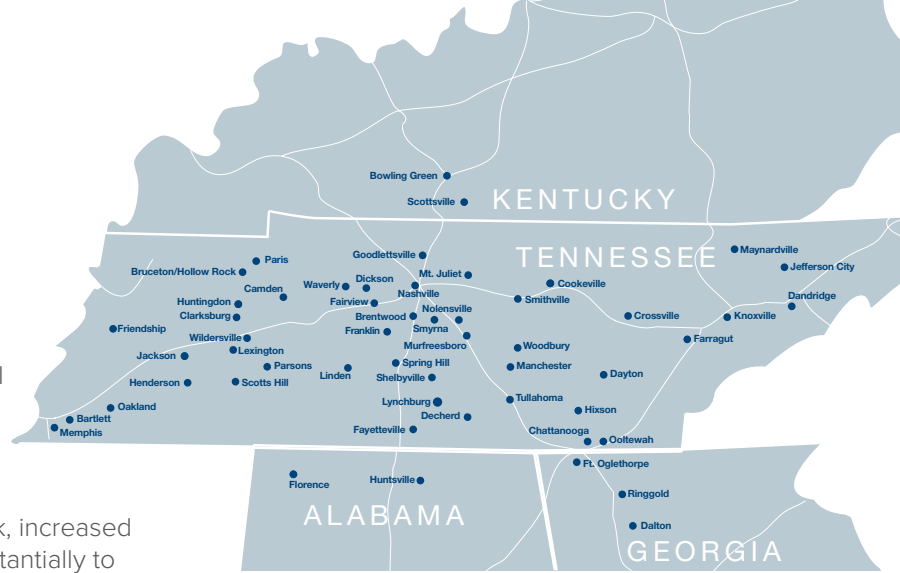 Bowling Green
Scottsville
KENTUCKY
TENNESSEE
Maynardville
Goodlettsville
Paris
Jefferson City
Bruceton/Hollow Rock
Mt. Juliet
Dickson
Waverly
Cookeville
Camden
Nashville
Dandridge
Huntingdon
Fairview
Smithville
Nolensville
Clarksburg
Brentwood
Crossville
Knoxville
Friendship
Franklin
Smyrna
Wildersville
Farragut
Murfreesboro
Woodbury
Lexington
Jackson
Spring Hill
Parsons
Manchester
Linden
Shelbyville
Dayton
Henderson
Scotts Hill
Tullahoma
Lynchburg
Oakland
Hixson
Decherd
Bartlett
Fayetteville
Chattanooga
Memphis
Ooltewah
Ft. Oglethorpe
Florence
Huntsville
Ringgold
ALABAMA
Dalton
GEORGIA
, increased
tantially to